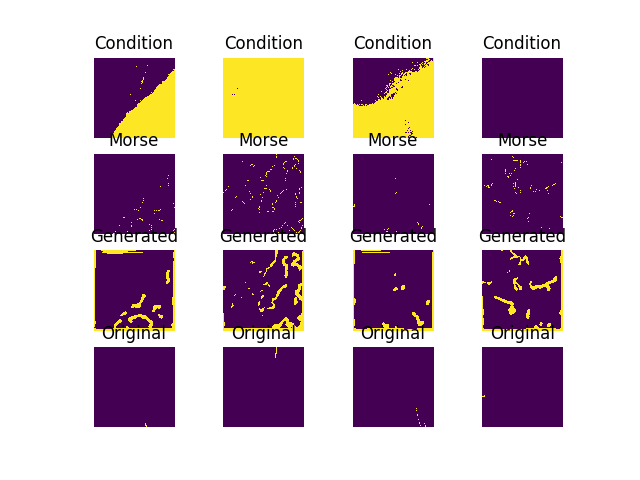 Condition Condition Condition Condition
Morse Morse Morse Morse
Generated Generated Generated Generated
Original Original Original Original